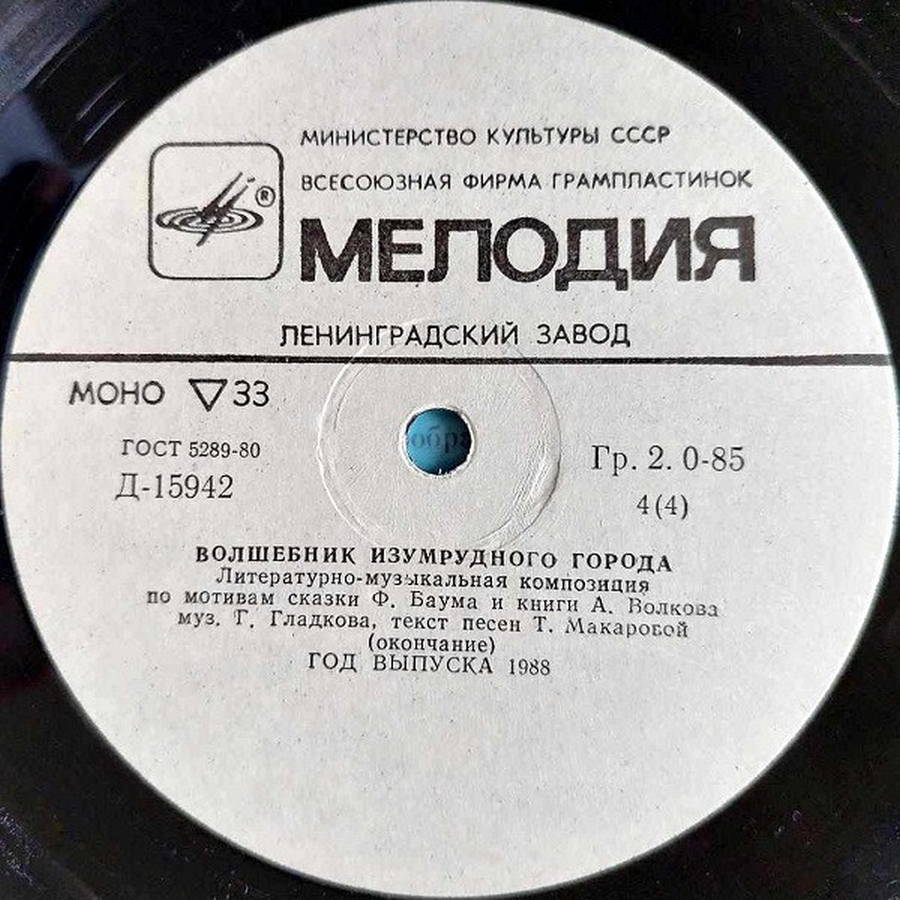 МИНИСТЕРСТВО КУЛЬТУРЫ СССР
ВСЕСОЮЗНАЯ ФИРМА ГРАМПЛАСТИНОК
®
МЕЛОДИЯ
ЛЕНИНГРАДСКИЙ ЗАВОД
МОНО ▽33
ГОСТ 5289-80
Д-15942
обра
Гр. 2. 0-85
4(4)
ВОЛШЕБНИК ИЗУМРУДНОГО ГОРОДА
Литературно-музыкальная композиция
по мотивам сказки Ф. Баума и книги А. Волкова
муз. Г. Гладкова, текст песен Т. Макаровой
(окончание)
ГОД ВЫПУСКА 1988